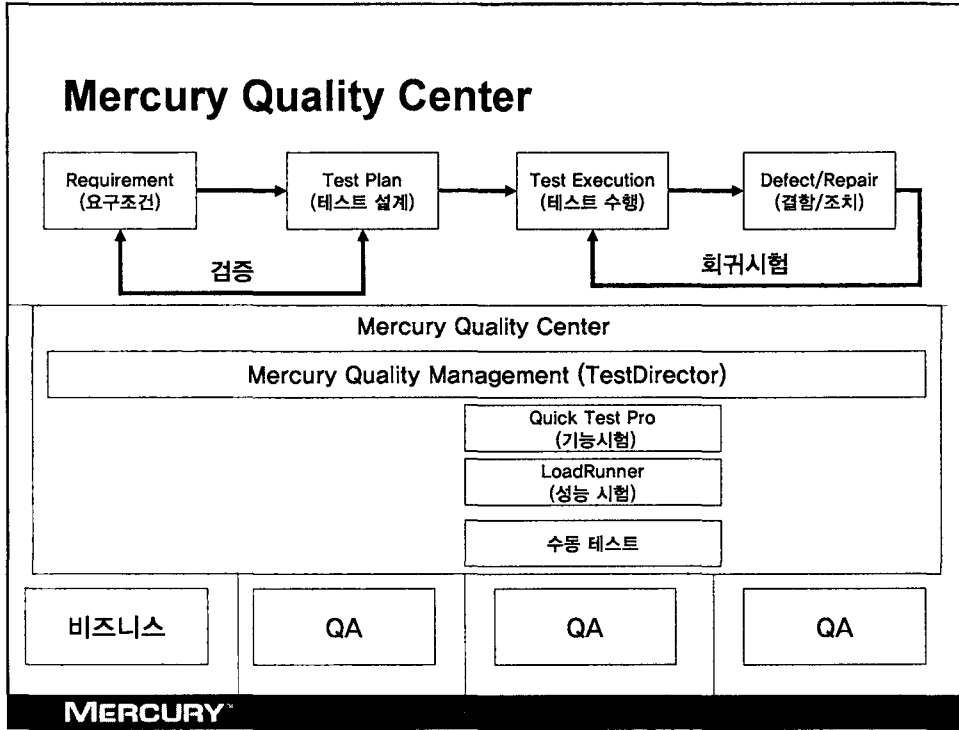 Mercury Quality Center
Requirement
(요구조건)
Test Plan
(테스트 설계)
Test Execution
(테스트 수행)
Defect/Repair
(결함/조치)
검증
회귀시험
Mercury Quality Center
Mercury Quality Management (TestDirector)
Quick Test Pro
(기능시험)
LoadRunner
(성능 시험)
수동 테스트
비즈니스
QA
QA
QA
MERCURY™